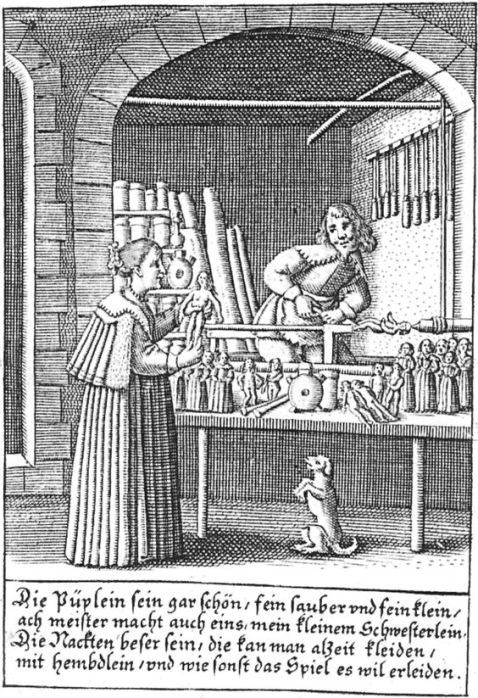 Die Püplein sein gar schön/ fein sauber vnd fein klein/
ach meister macht auch eins, mein kleinem Schwesterlein.
Die Nackten beser sein, die kan man alzeit kleiden/
mit hembdlein/ vnd wie sonst das Spiel es wil erleiden.